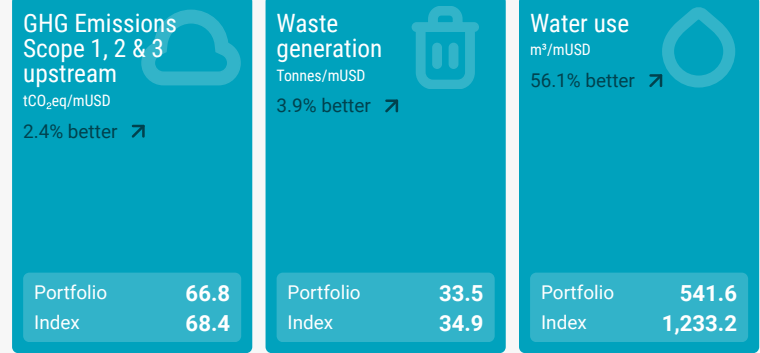 GHG Emissions
Scope 1, 2 & 3
upstream
tCO₂eq/mUSD
2.4% better
Portfolio 66.8
Index 68.4
Waste
generation
Tonnes/mUSD
3.9% better
Portfolio 33.5
Index 34.9
Water use
m³/mUSD
56.1% better
Portfolio 541.6
Index 1,233.2